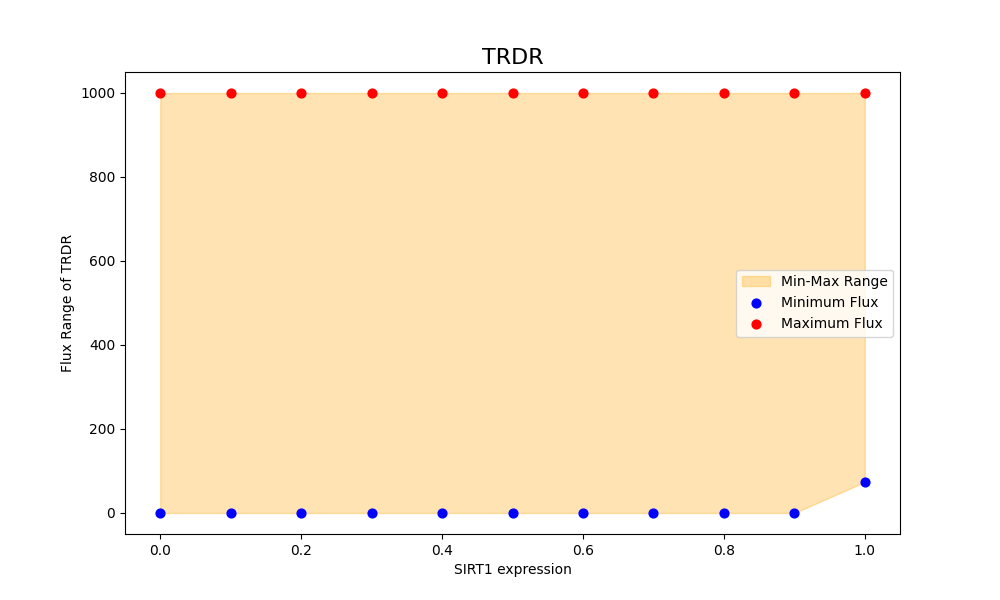 TRDR
1000
800
600
400
200
0
Flux Range of TRDR
Min-Max Range
Minimum Flux
Maximum Flux
0.0 0.2 0.4 0.6 0.8 1.0
SIRT1 expression